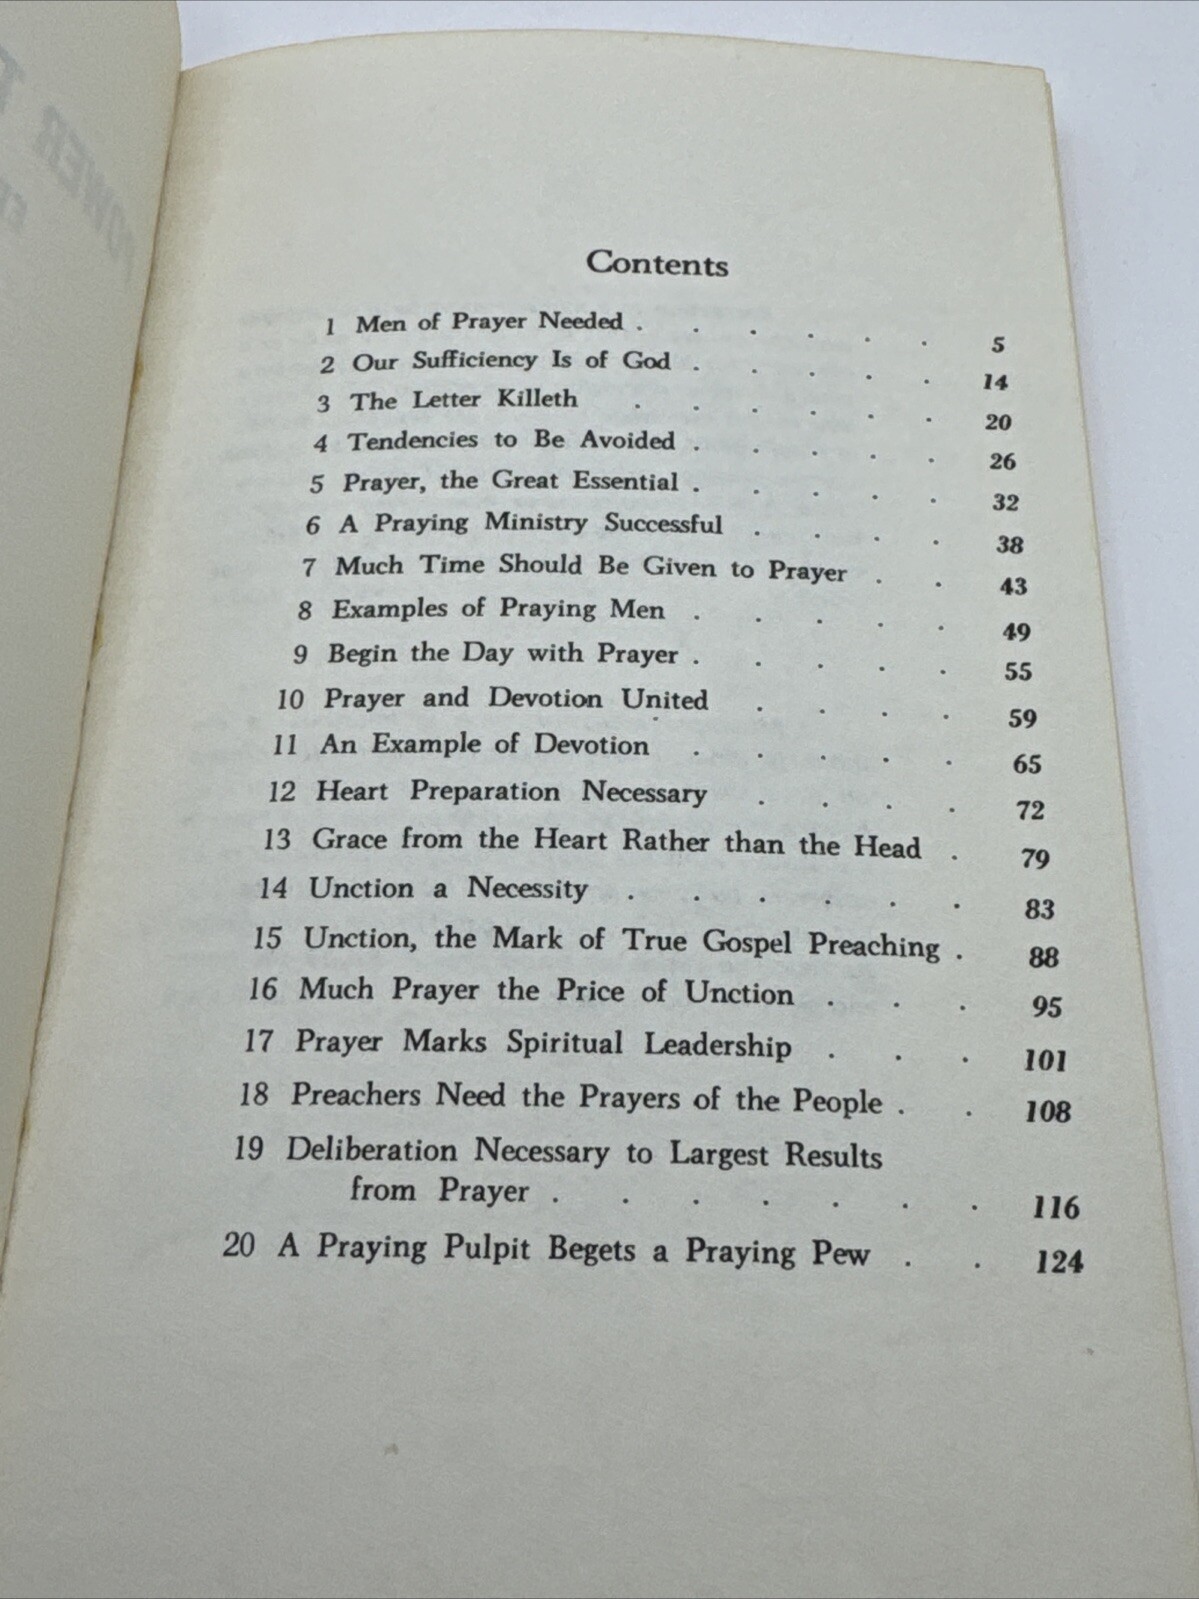 Contents
1 Men of Prayer Needed . . . . . . 5
2 Our Sufficiency Is of God . . . . . 14
3 The Letter Killeth . . . . . . 20
4 Tendencies to Be Avoided . . . . . 26
5 Prayer, the Great Essential . . . . . 32
6 A Praying Ministry Successful . . . . 38
7 Much Time Should Be Given to Prayer . . 43
8 Examples of Praying Men . . . . . 49
9 Begin the Day with Prayer . . . . . 55
10 Prayer and Devotion United . . . . 59
11 An Example of Devotion . . . . . 65
12 Heart Preparation Necessary . . . . 72
13 Grace from the Heart Rather than the Head . 79
14 Unction a Necessity . . . . . . 83
15 Unction, the Mark of True Gospel Preaching . 88
16 Much Prayer the Price of Unction . . . 95
17 Prayer Marks Spiritual Leadership . . . 101
18 Preachers Need the Prayers of the People . . 108
19 Deliberation Necessary to Largest Results
from Prayer . . . . . . . 116
20 A Praying Pulpit Begets a Praying Pew . . 124